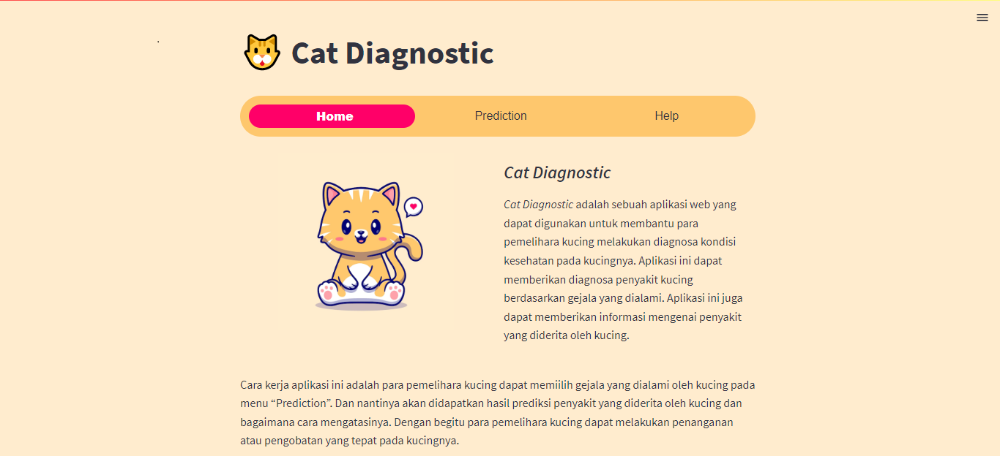 Cat Diagnostic
Home
Prediction
Help
Cat Diagnostic
Cat Diagnostic adalah sebuah aplikasi web yang
dapat digunakan untuk membantu para
pemelihara kucing melakukan diagnosa kondisi
kesehatan pada kucingnya. Aplikasi ini dapat
memberikan diagnosa penyakit kucing
berdasarkan gejala yang dialami. Aplikasi ini juga
dapat memberikan informasi mengenai penyakit
yang diderita oleh kucing.
Cara kerja aplikasi ini adalah para pemelihara kucing dapat memiilih gejala yang dialami oleh kucing pada
menu “Prediction”. Dan nantinya akan didapatkan hasil prediksi penyakit yang diderita oleh kucing dan
bagaimana cara mengatasinya. Dengan begitu para pemelihara kucing dapat melakukan penanganan
atau pengobatan yang tepat pada kucingnya.